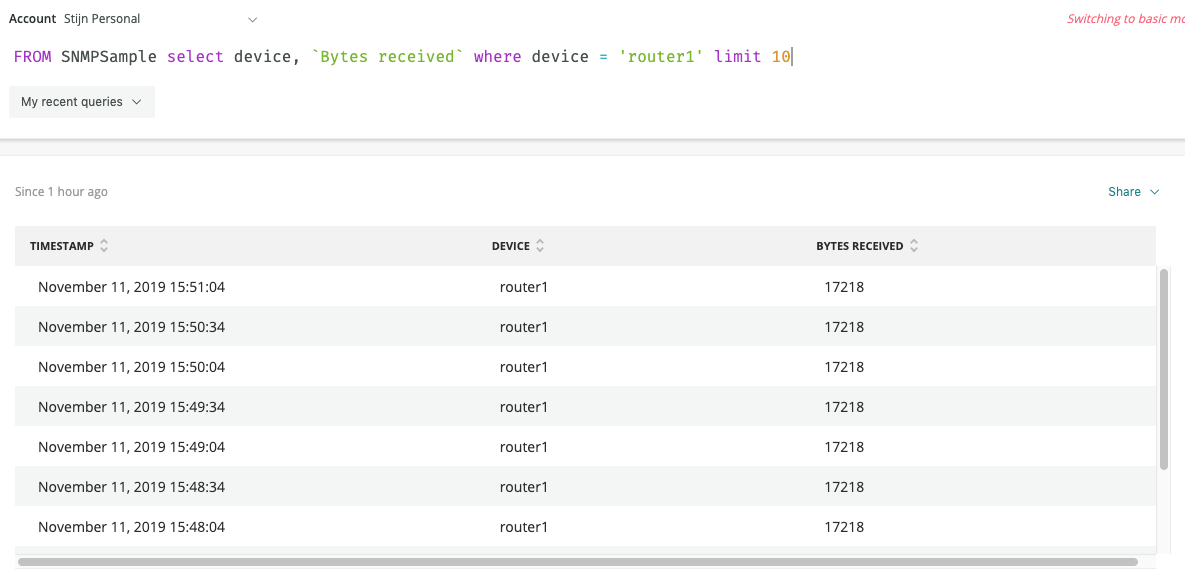 Account Stijn Personal
Switching to basic mo
FROM SNMPSample select device, `Bytes received` where device = 'router1' limit 10
My recent queries
Since 1 hour ago
Share
TIMESTAMP DEVICE BYTES RECEIVED
November 11, 2019 15:51:04 router1 17218
November 11, 2019 15:50:34 router1 17218
November 11, 2019 15:50:04 router1 17218
November 11, 2019 15:49:34 router1 17218
November 11, 2019 15:49:04 router1 17218
November 11, 2019 15:48:34 router1 17218
November 11, 2019 15:48:04 router1 17218